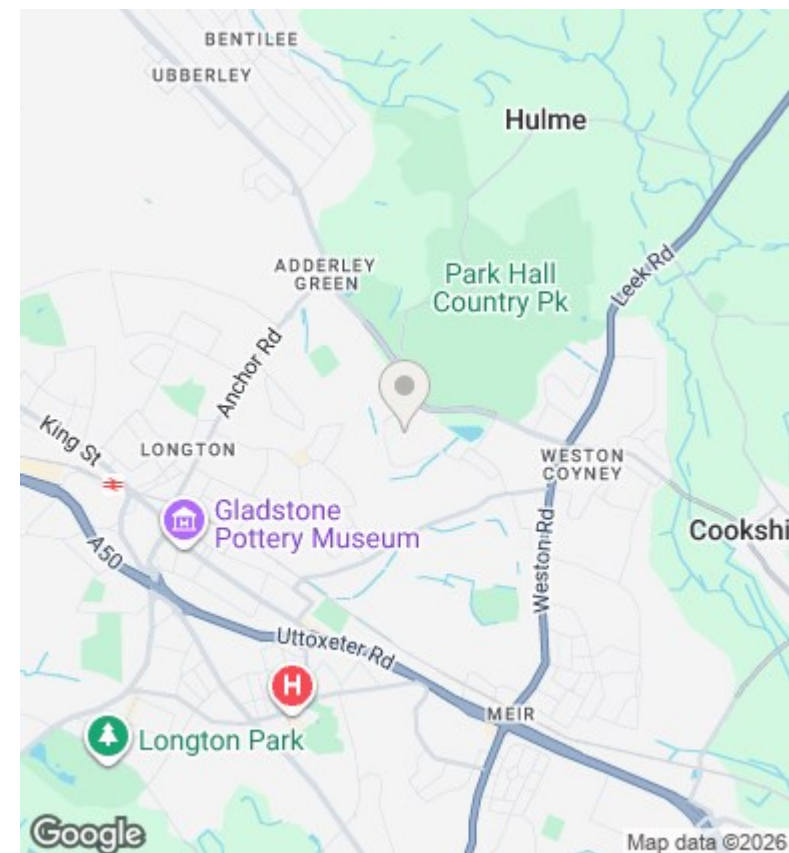 BENTILEE
UBBERLEY
Hulme
ADDERLEY
GREEN
Park Hall
Country Pk
Leek Rd
Anchor Rd
King St
LONGTON
WESTON
COYNEY
Gladstone
Pottery Museum
Cookshi
A50
Weston Rd
Uttoxeter Rd
H
MEIR
Longton Park
Google
Map data ©2026